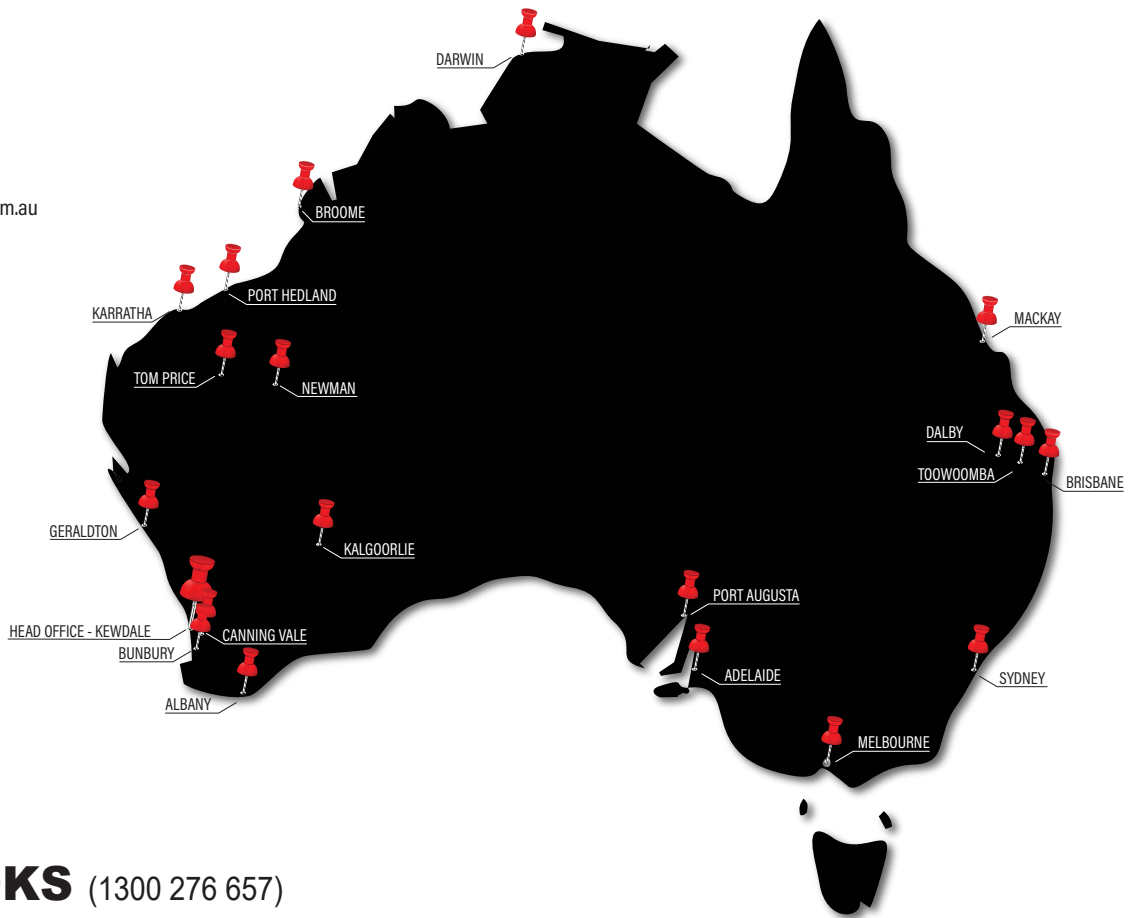 DARWIN
m.au
BROOME
PORT HEDLAND
KARRATHA
MACKAY
TOM PRICE
NEWMAN
DALBY
TOOWOOMBA
BRISBANE
GERALDTON
KALGOORLIE
PORT AUGUSTA
HEAD OFFICE - KEWDALE
CANNING VALE
BUNBURY
ADELAIDE
SYDNEY
ALBANY
MELBOURNE
KS (1300 276 657)